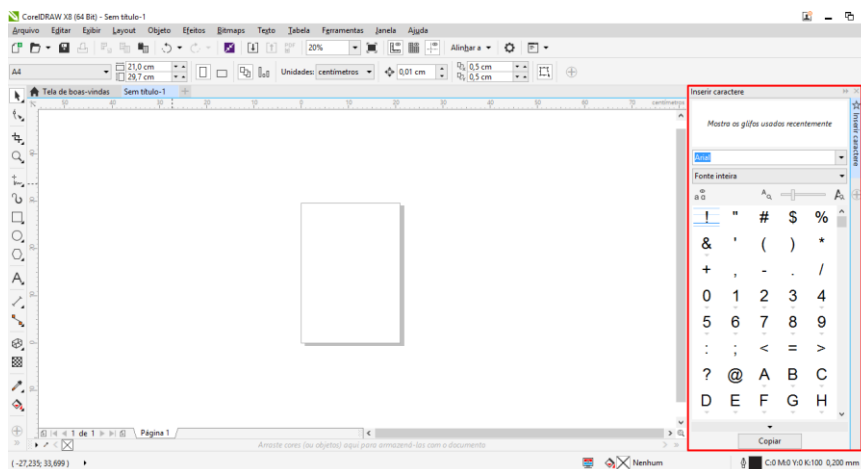 CorelDRAW X8 (64 Bit) - Sem título-1
Arquivo Editar Exibir Layout Objeto Efeitos Bitmaps Texto Tabela Ferramentas Janela Ajuda
20% Alinhar a
A4 21,0 cm 29,7 cm Unidades: centímetros 0,01 cm 0,5 cm 0,5 cm
Tela de boas-vindas Sem título-1
centímetros
Inserir caractere
Mostra os glifos usados recentemente
Inserir caractere
Arial
Fonte inteira
! " # $ %
& ' ( ) *
+ , - . /
0 1 2 3 4
5 6 7 8 9
: ; < = >
? @ A B C
D E F G H
Copiar
1 de 1 Página 1
Arraste cores (ou objetos) aqui para armazená-los com o documento
( -27,235; 33,699 ) Nenhum C:0 M:0 Y:0 K:100 0,200 mm